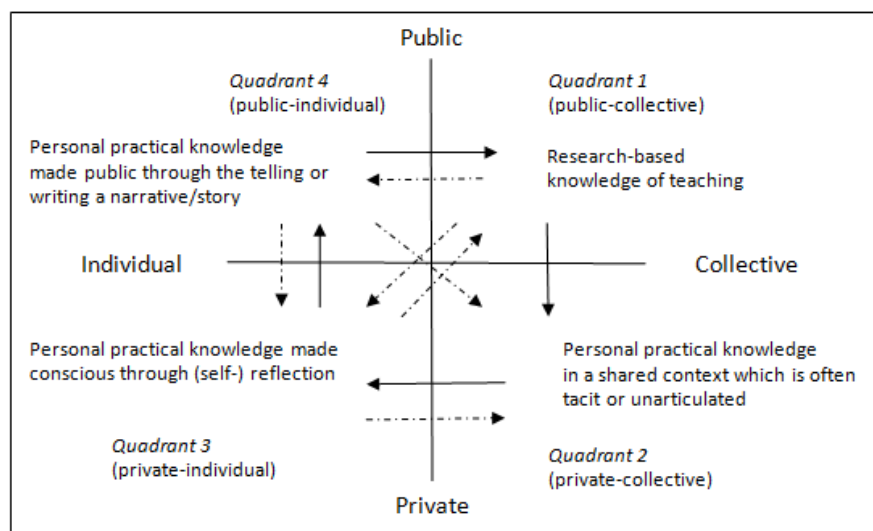 Public
Quadrant 4
(public-individual)
Quadrant 1
(public-collective)
Personal practical knowledge
made public through the telling or
writing a narrative/story
Research-based
knowledge of teaching
Individual
Collective
Personal practical knowledge made
conscious through (self-) reflection
Personal practical knowledge
in a shared context which is often
tacit or unarticulated
Quadrant 3
(private-individual)
Quadrant 2
(private-collective)
Private